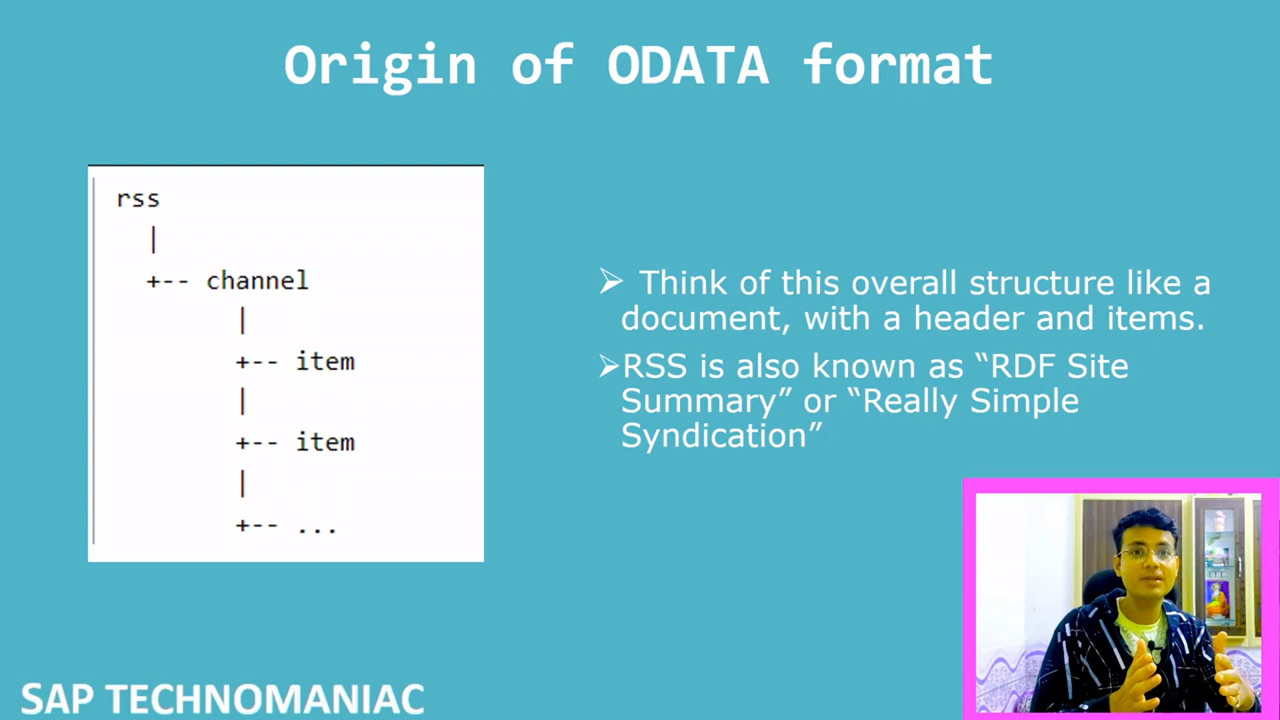 Origin of ODATA format
rss
|
+-- channel
|
+-- item
|
+-- item
|
+-- ...
➢ Think of this overall structure like a
document, with a header and items.
➢RSS is also known as “RDF Site
Summary” or “Really Simple
Syndication”
SAP TECHNOMANIAC